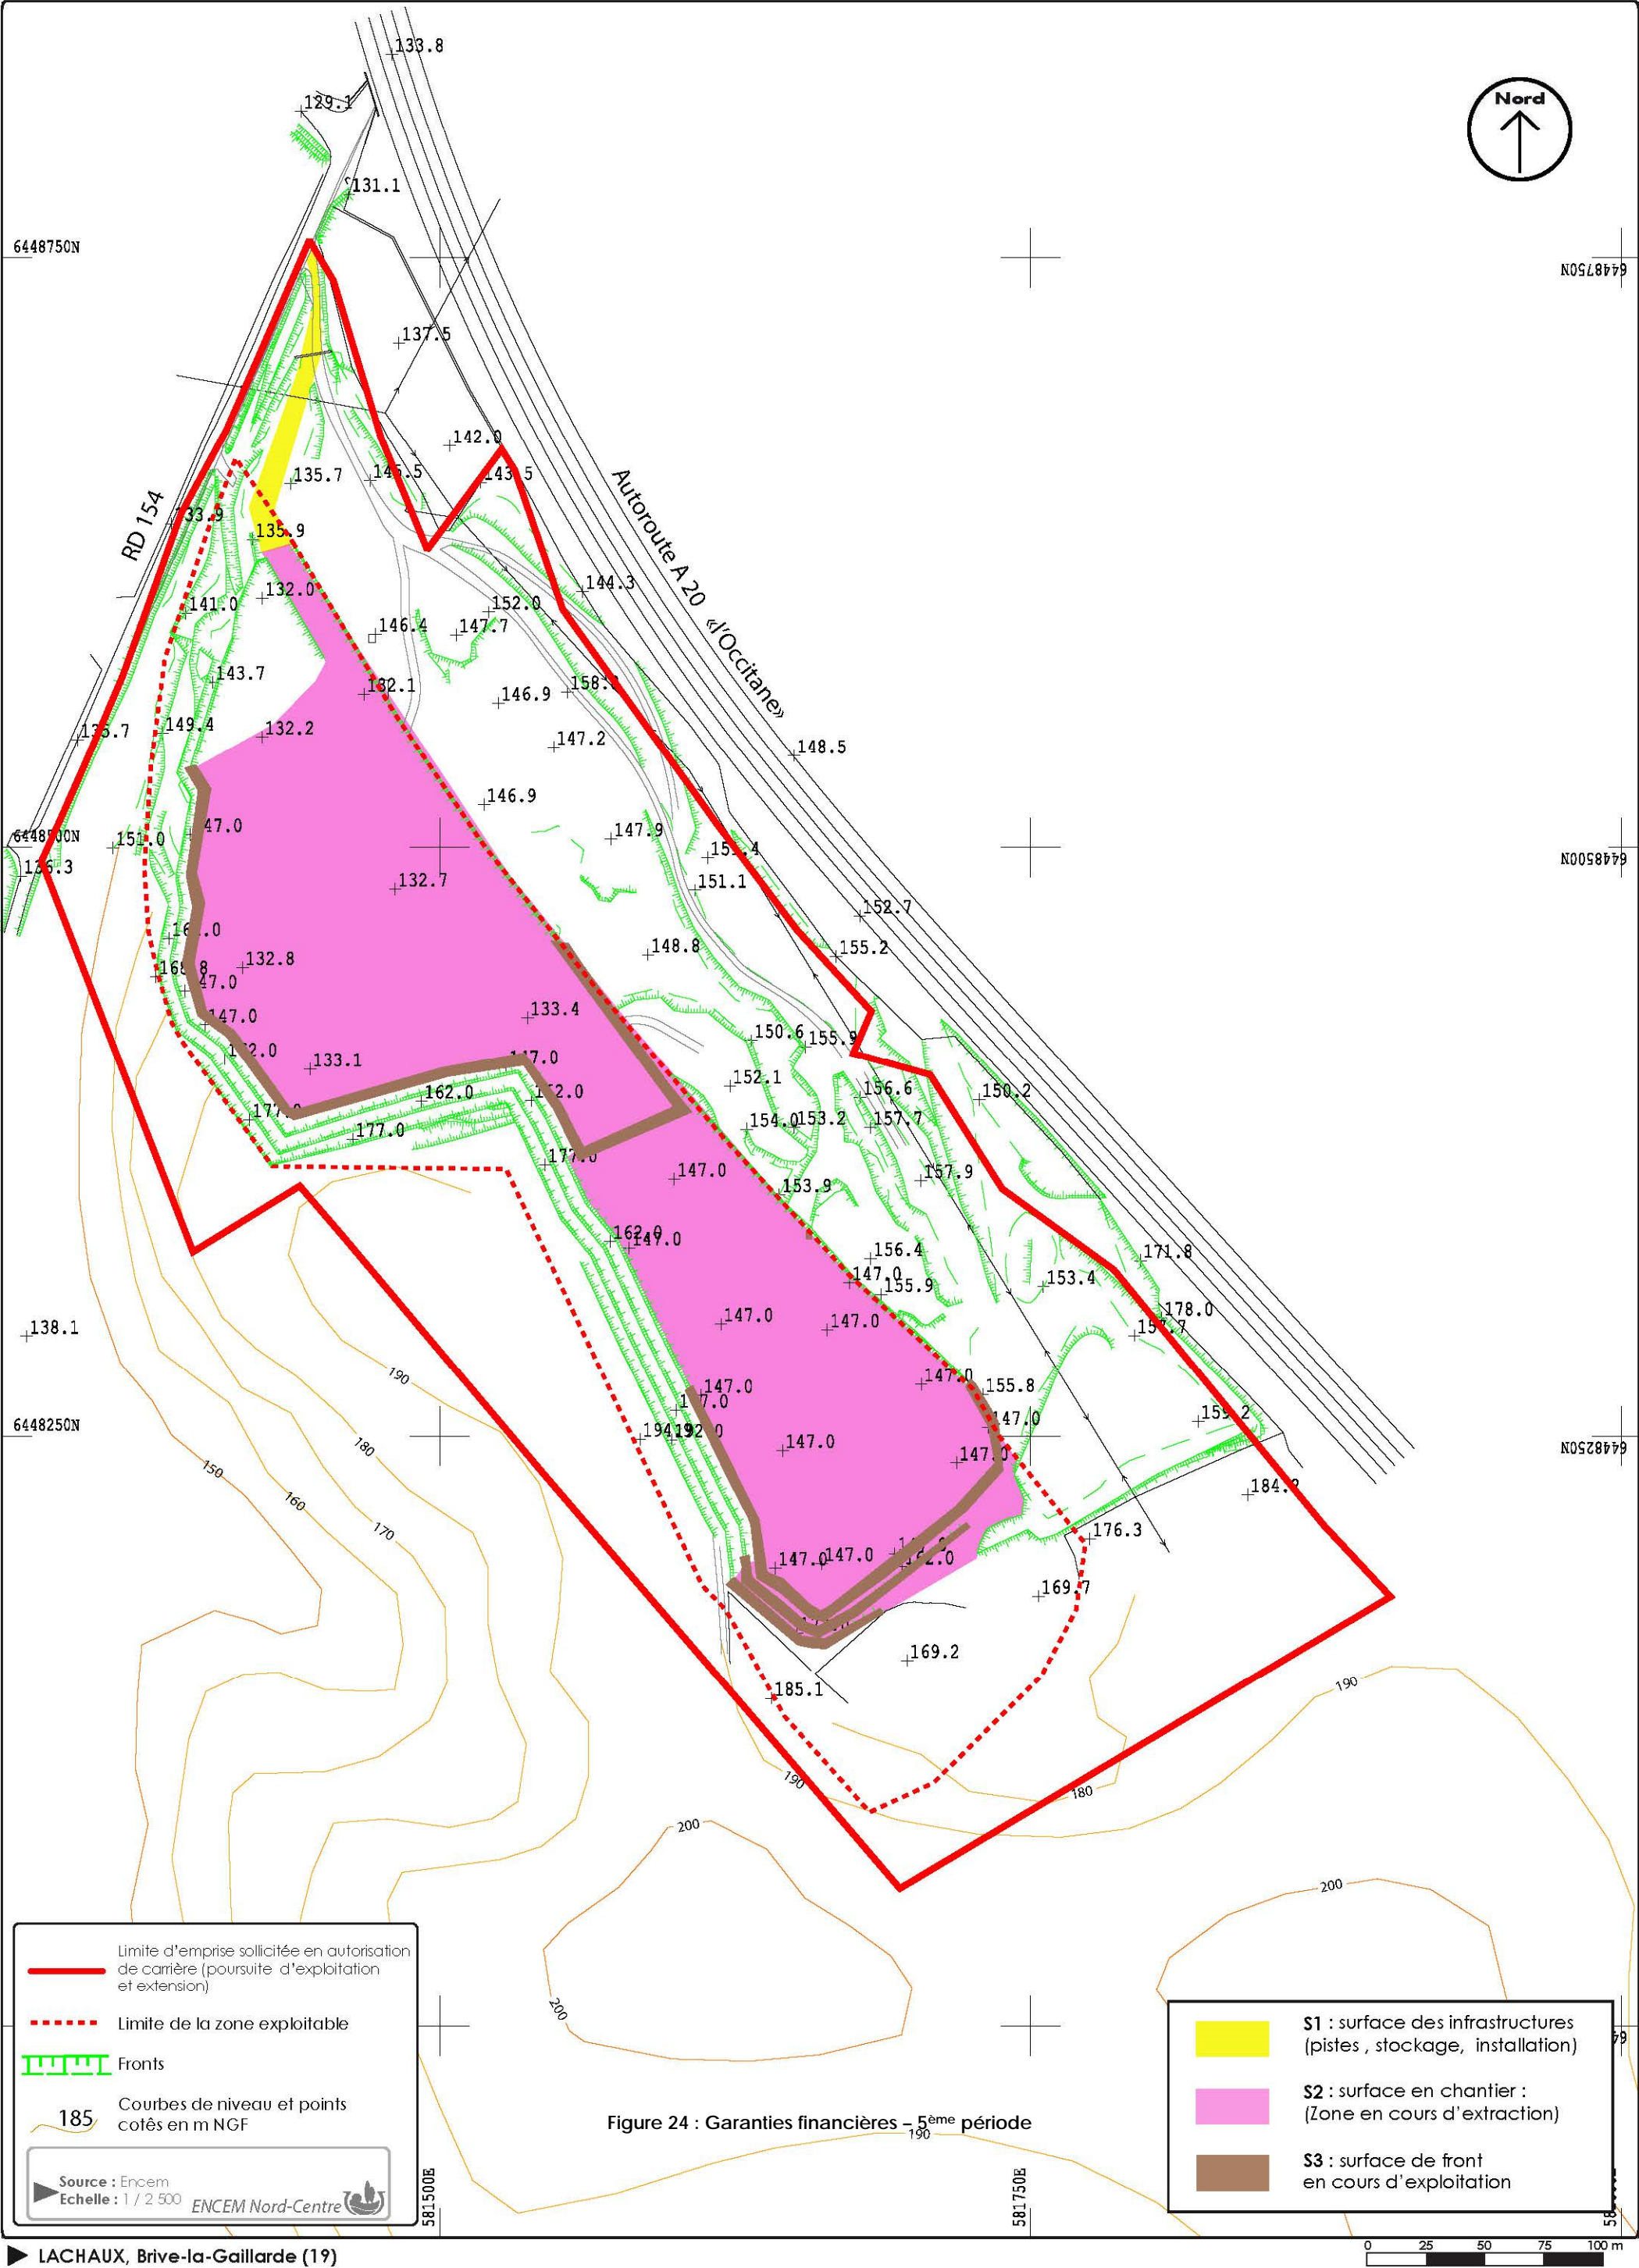 133.8
129.1
Nord
131.1
6448750N
6448750N
137.5
142.0
143.5
135.7
145.5
RD 154
133.9
135.9
Autoroute A 20 «l'Occitane»
132.0
144.3
141.0
152.0
146.4
147.7
143.7
132.1
146.9
149.4
132.2
147.2
148.5
146.9
6448500N
151.0
147.9
6448500N
136.3
151.1
132.7
152.7
148.8
155.2
132.8
133.4
147.0
150.6
155.9
133.1
152.1
156.6
150.2
162.0
154.0
153.2
157.7
177.0
147.0
153.9
157.9
162.0
147.0
156.4
171.8
147.0
155.9
153.4
138.1
147.0
147.0
178.0
157.7
190
147.0
147.0
155.8
6448250N
147.0
159.2
6448250N
180
150
147.0
160
184.2
170
176.3
147.0
147.0
162.0
169.7
169.2
185.1
190
190
180
200
200
200
Limite d'emprise sollicitée en autorisation
de carrière (poursuite d'exploitation
et extension)
Limite de la zone exploitable
Fronts
185
Courbes de niveau et points
cotês en m NGF
Source : Encem
Echelle : 1 / 2 500
ENCEM Nord-Centre
S1 : surface des infrastructures
(pistes , stockage, installation)
S2 : surface en chantier :
(Zone en cours d'extraction)
S3 : surface de front
en cours d'exploitation
Figure 24 : Garanties financières – 5ème période
190
581500E
581750E
LACHAUX, Brive-la-Gaillarde (19)
0 25 50 75 100 m